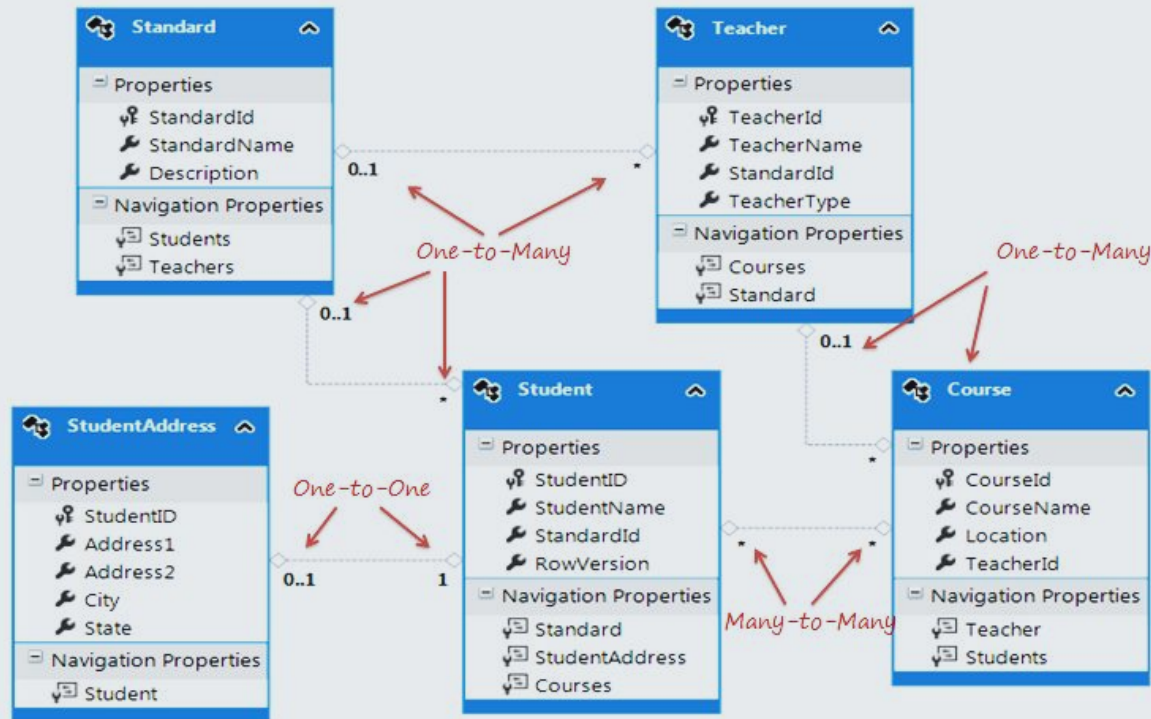 Standard
Properties
StandardId
StandardName
Description
Navigation Properties
Students
Teachers
Teacher
Properties
TeacherId
TeacherName
StandardId
TeacherType
Navigation Properties
Courses
Standard
0..1
*
One-to-Many
0..1
*
One-to-Many
0..1
*
StudentAddress
Properties
StudentID
Address1
Address2
City
State
Navigation Properties
Student
One-to-One
0..1
1
Student
Properties
StudentID
StudentName
StandardId
RowVersion
Navigation Properties
Standard
StudentAddress
Courses
*
*
Many-to-Many
Course
Properties
CourseId
CourseName
Location
TeacherId
Navigation Properties
Teacher
Students